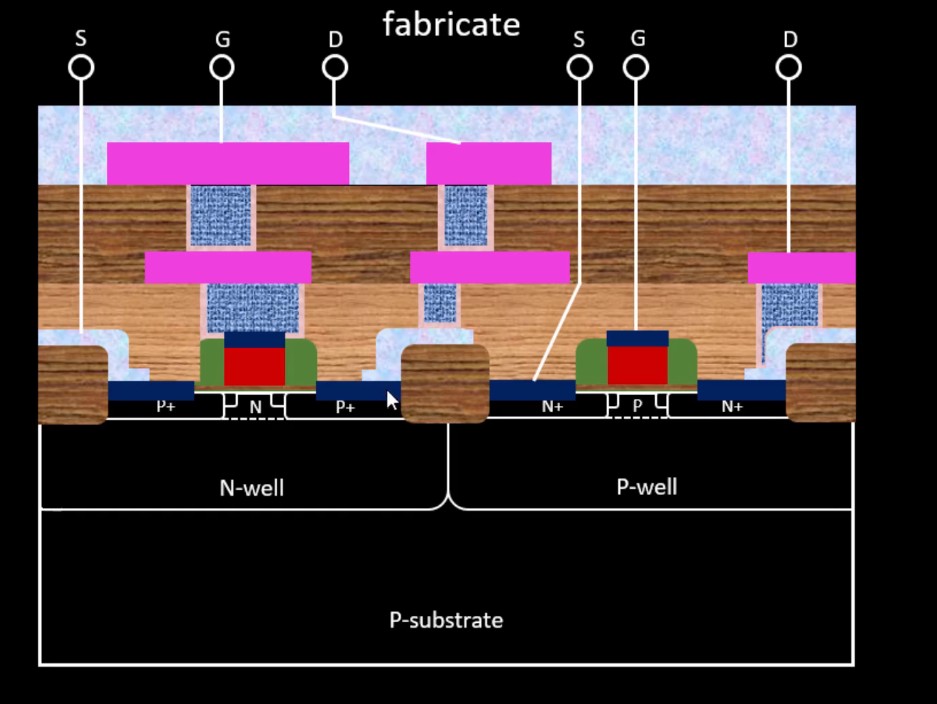 fabricate
S G D S G D
P+ N P+ N+ P N+
N-well P-well
P-substrate